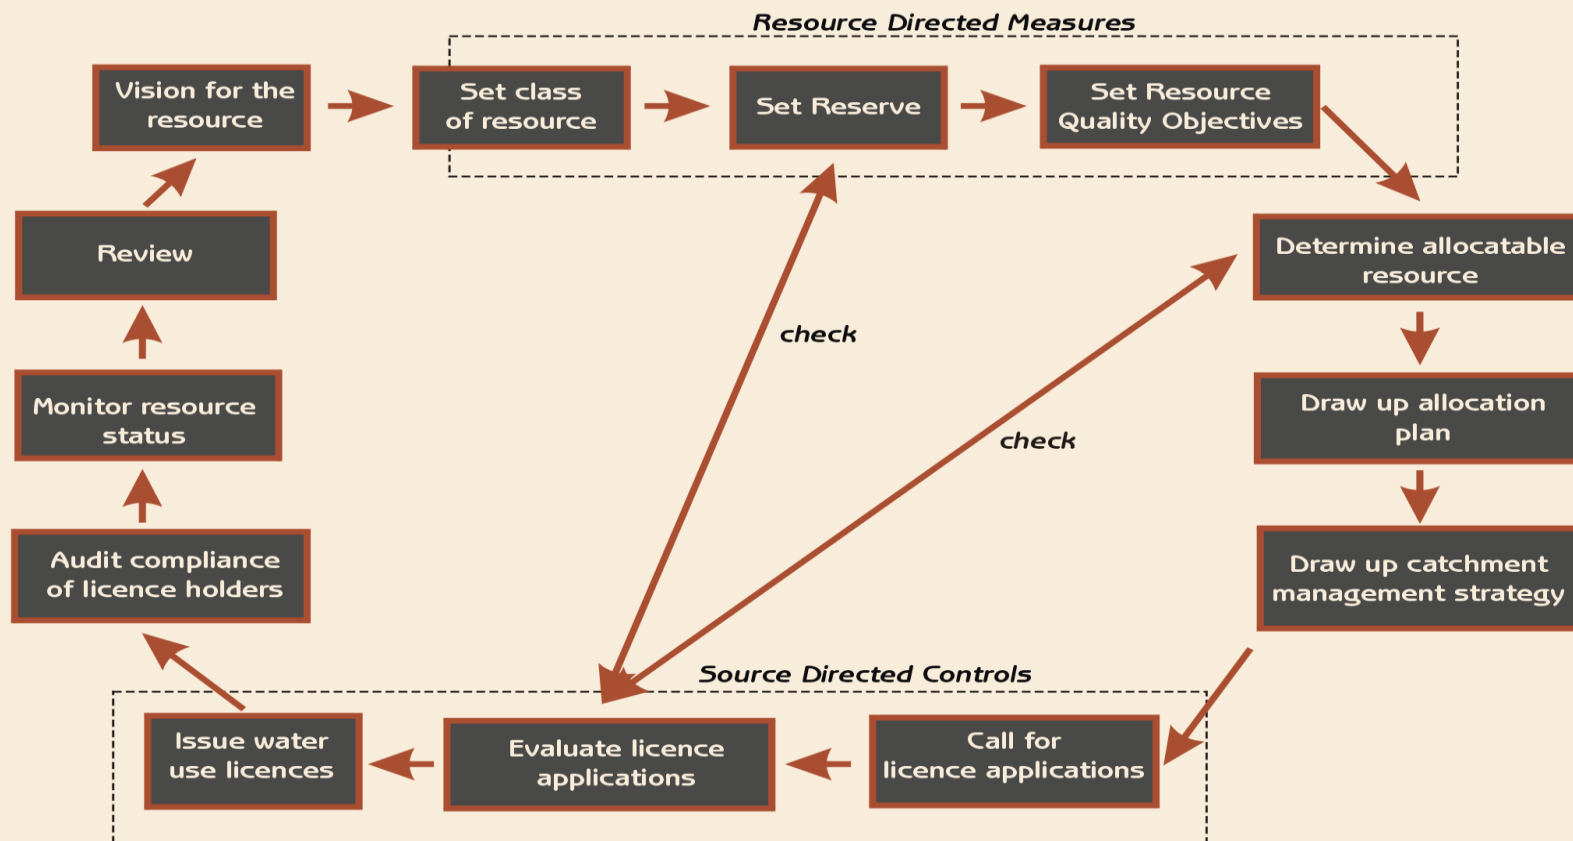 Resource Directed Measures
Vision for the
resource
Set class
of resource
Set Reserve
Set Resource
Quality Objectives
Review
Determine allocatable
resource
check
Monitor resource
status
Draw up allocation
plan
check
Audit compliance
of licence holders
Draw up catchment
management strategy
Source Directed Controls
Issue water
use licences
Evaluate licence
applications
Call for
licence applications